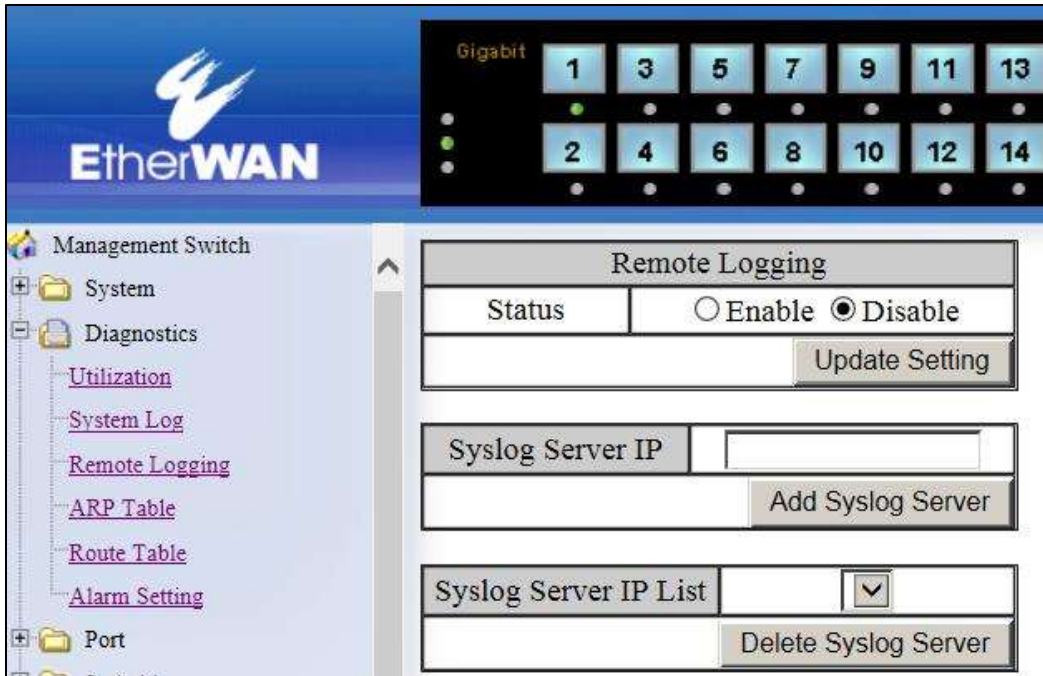 Gigabit
1 3 5 7 9 11 13
2 4 6 8 10 12 14
EtherWAN
Management Switch
System
Diagnostics
Utilization
System Log
Remote Logging
ARP Table
Route Table
Alarm Setting
Port
Remote Logging
Status Enable Disable
Update Setting
Syslog Server IP
Add Syslog Server
Syslog Server IP List
Delete Syslog Server